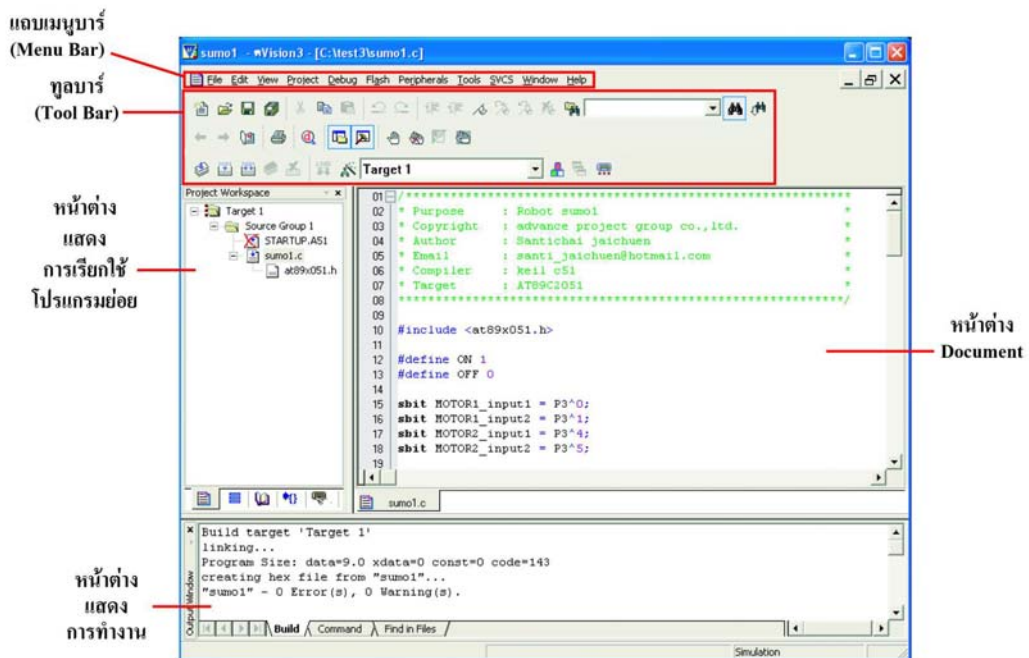 แถบเมนูบาร์
(Menu Bar)
ทูลบาร์
(Tool Bar)
หน้าต่าง
แสดง
การเรียกใช้
โปรแกรมย่อย
หน้าต่าง
แสดง
การทำงาน
หน้าต่าง
Document
sumo1 - µVision3 - [C:\test3\sumo1.c]
File Edit View Project Debug Flash Peripherals Tools SVCS Window Help
Target 1
Project Workspace
Target 1
Source Group 1
STARTUP.A51
sumo1.c
at89x051.h
01 /************************************************************
02 * Purpose : Robot sumo1 *
03 * Copyright : advance project group co.,ltd. *
04 * Author : Santichai jaichuen *
05 * Email : santi_jaichuen@hotmail.com *
06 * Compiler : keil c51 *
07 * Target : AT89C2051 *
08 ************************************************************/
09
10 #include <at89x051.h>
11
12 #define ON 1
13 #define OFF 0
14
15 sbit MOTOR1_input1 = P3^0;
16 sbit MOTOR1_input2 = P3^1;
17 sbit MOTOR2_input1 = P3^4;
18 sbit MOTOR2_input2 = P3^5;
19
sumo1.c
Build target 'Target 1'
linking...
Program Size: data=9.0 xdata=0 const=0 code=143
creating hex file from "sumo1"...
"sumo1" - 0 Error(s), 0 Warning(s).
Output Window
Build Command Find in Files
Simulation